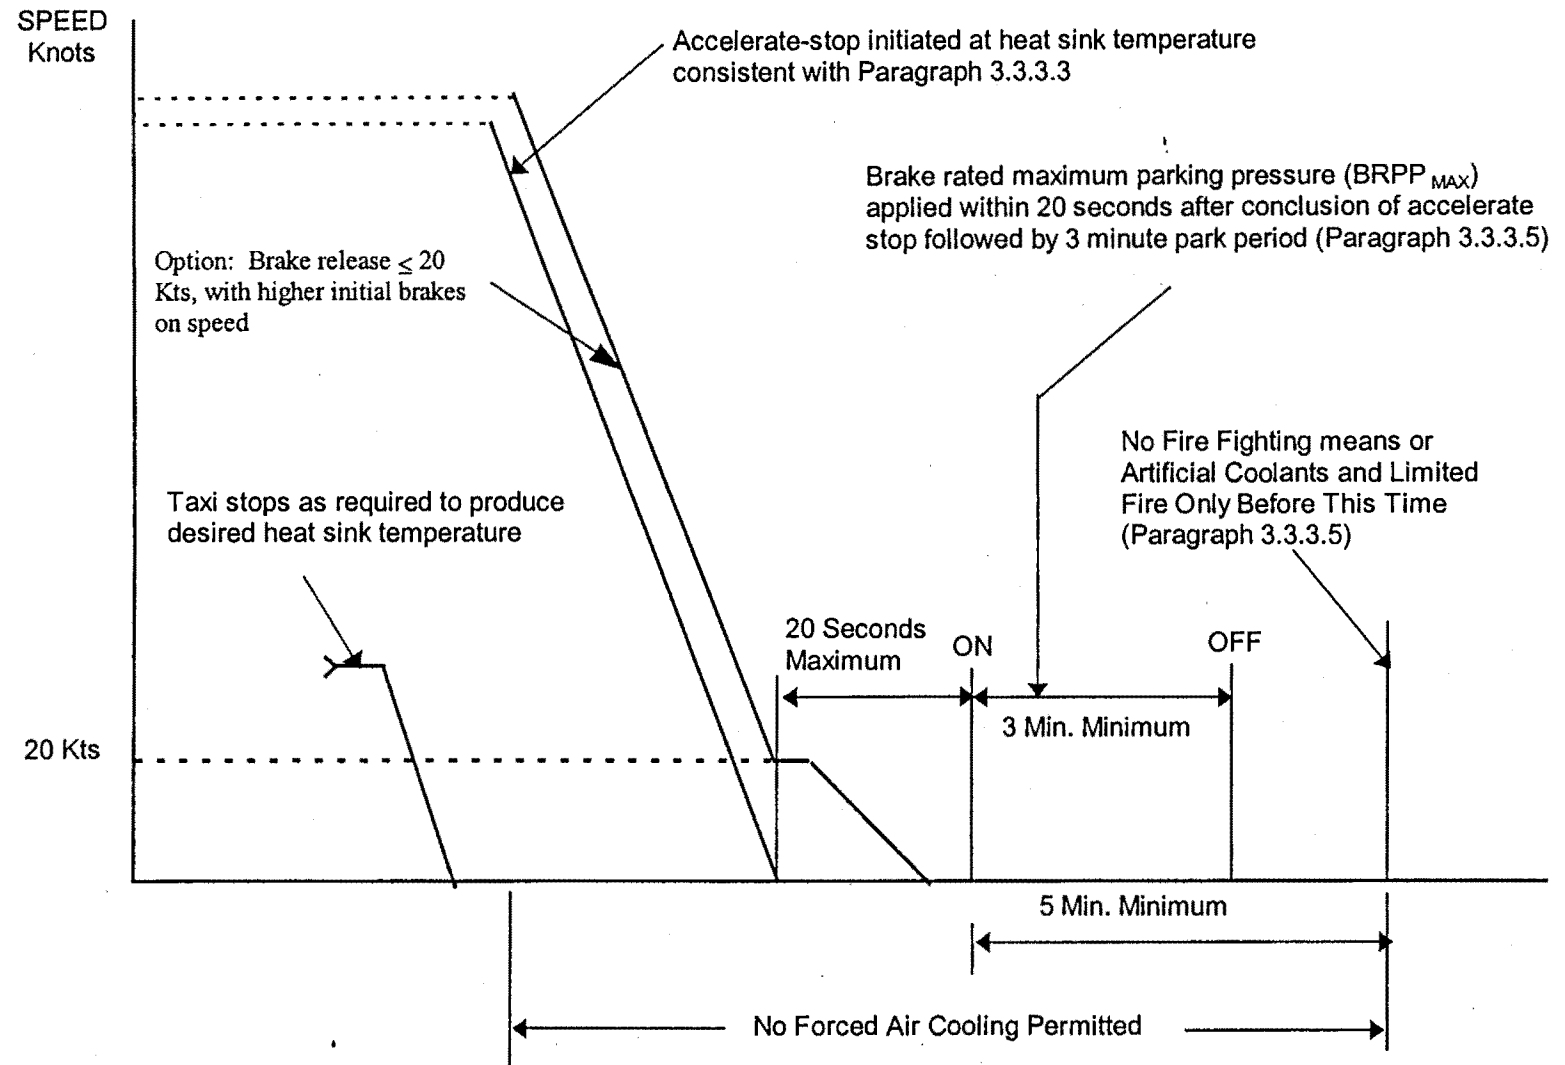 SPEED
Knots
Accelerate-stop initiated at heat sink temperature
consistent with Paragraph 3.3.3.3
Brake rated maximum parking pressure (BRPP MAX)
applied within 20 seconds after conclusion of accelerate
stop followed by 3 minute park period (Paragraph 3.3.3.5)
Option: Brake release ≤ 20
Kts, with higher initial brakes
on speed
No Fire Fighting means or
Artificial Coolants and Limited
Fire Only Before This Time
(Paragraph 3.3.3.5)
Taxi stops as required to produce
desired heat sink temperature
20 Seconds
Maximum
ON
OFF
3 Min. Minimum
20 Kts
5 Min. Minimum
No Forced Air Cooling Permitted